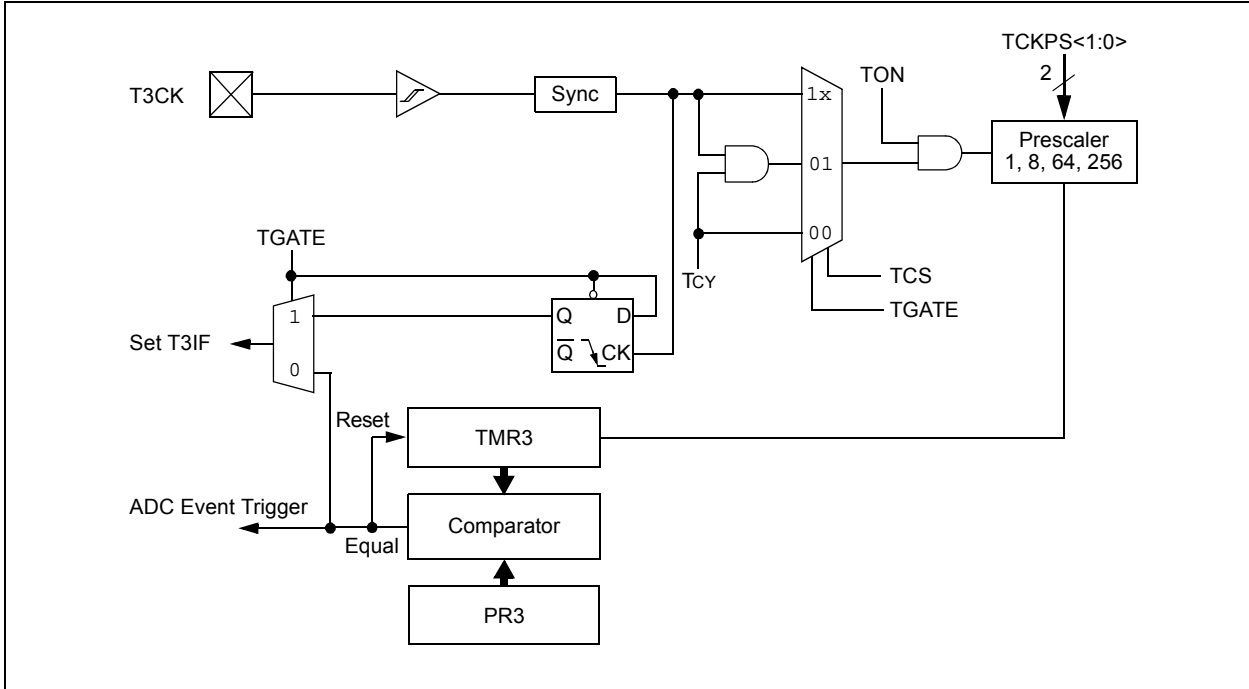 TCKPS<1:0>
2
TON
T3CK
Sync
1x
Prescaler
1, 8, 64, 256
01
00
TGATE
TCY
TCS
TGATE
1
Q
D
Set T3IF
Q̅
CK
0
Reset
TMR3
ADC Event Trigger
Comparator
Equal
PR3